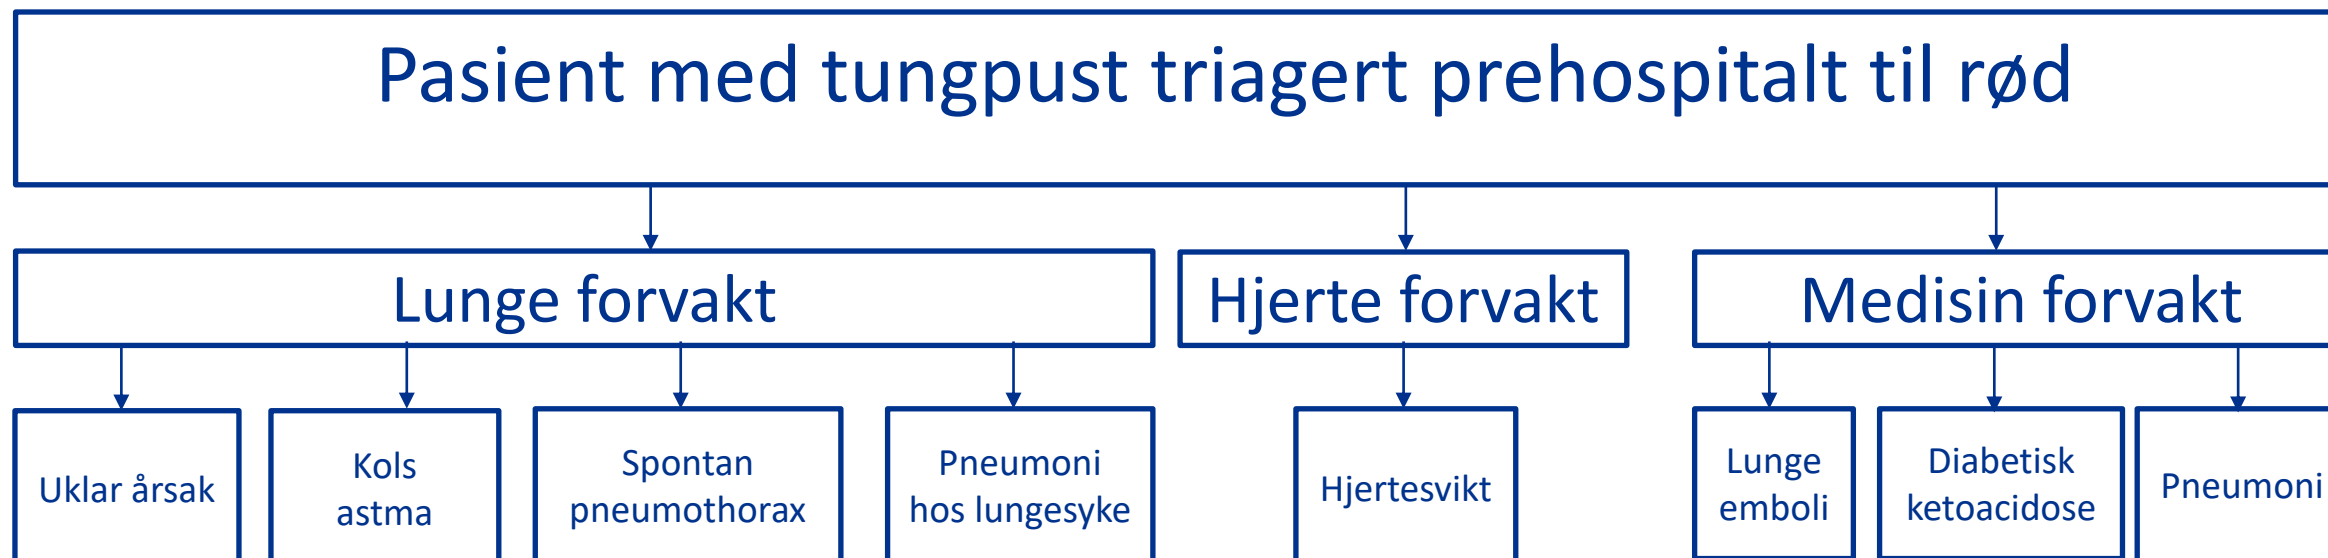 Pasient med tungpust triagert prehospitalt til rød
Lunge forvakt
Hjerte forvakt
Medisin forvakt
Uklar årsak
Kols
astma
Spontan
pneumothorax
Pneumoni
hos lungesyke
Hjertesvikt
Lunge
emboli
Diabetisk
ketoacidose
Pneumoni